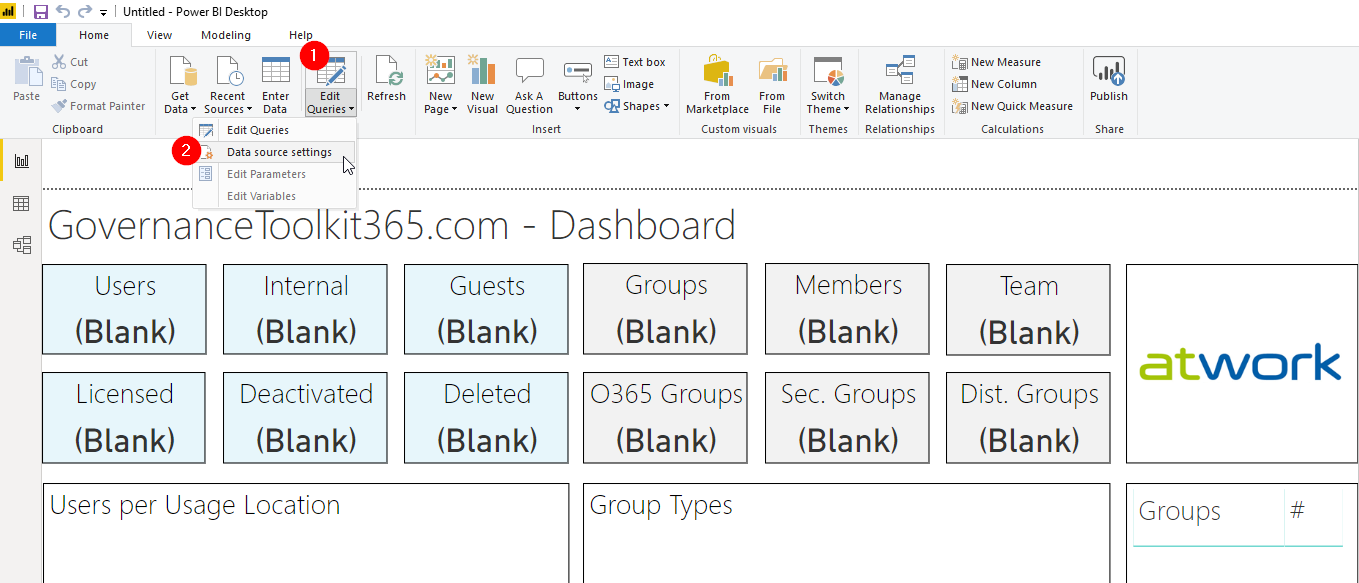 Untitled - Power BI Desktop
File Home View Modeling Help
1
Paste
Cut
Copy
Format Painter
Clipboard
Get Data
Recent Sources
Enter Data
Edit Queries
Refresh
New Page
New Visual
Ask A Question
Buttons
Text box
Image
Shapes
Insert
From Marketplace
From File
Custom visuals
Switch Theme
Themes
Manage Relationships
Relationships
New Measure
New Column
New Quick Measure
Calculations
Publish
Share
Edit Queries
2
Data source settings
Edit Parameters
Edit Variables
GovernanceToolkit365.com - Dashboard
Users
(Blank)
Internal
(Blank)
Guests
(Blank)
Groups
(Blank)
Members
(Blank)
Team
(Blank)
atwork
Licensed
(Blank)
Deactivated
(Blank)
Deleted
(Blank)
O365 Groups
(Blank)
Sec. Groups
(Blank)
Dist. Groups
(Blank)
Users per Usage Location
Group Types
Groups #